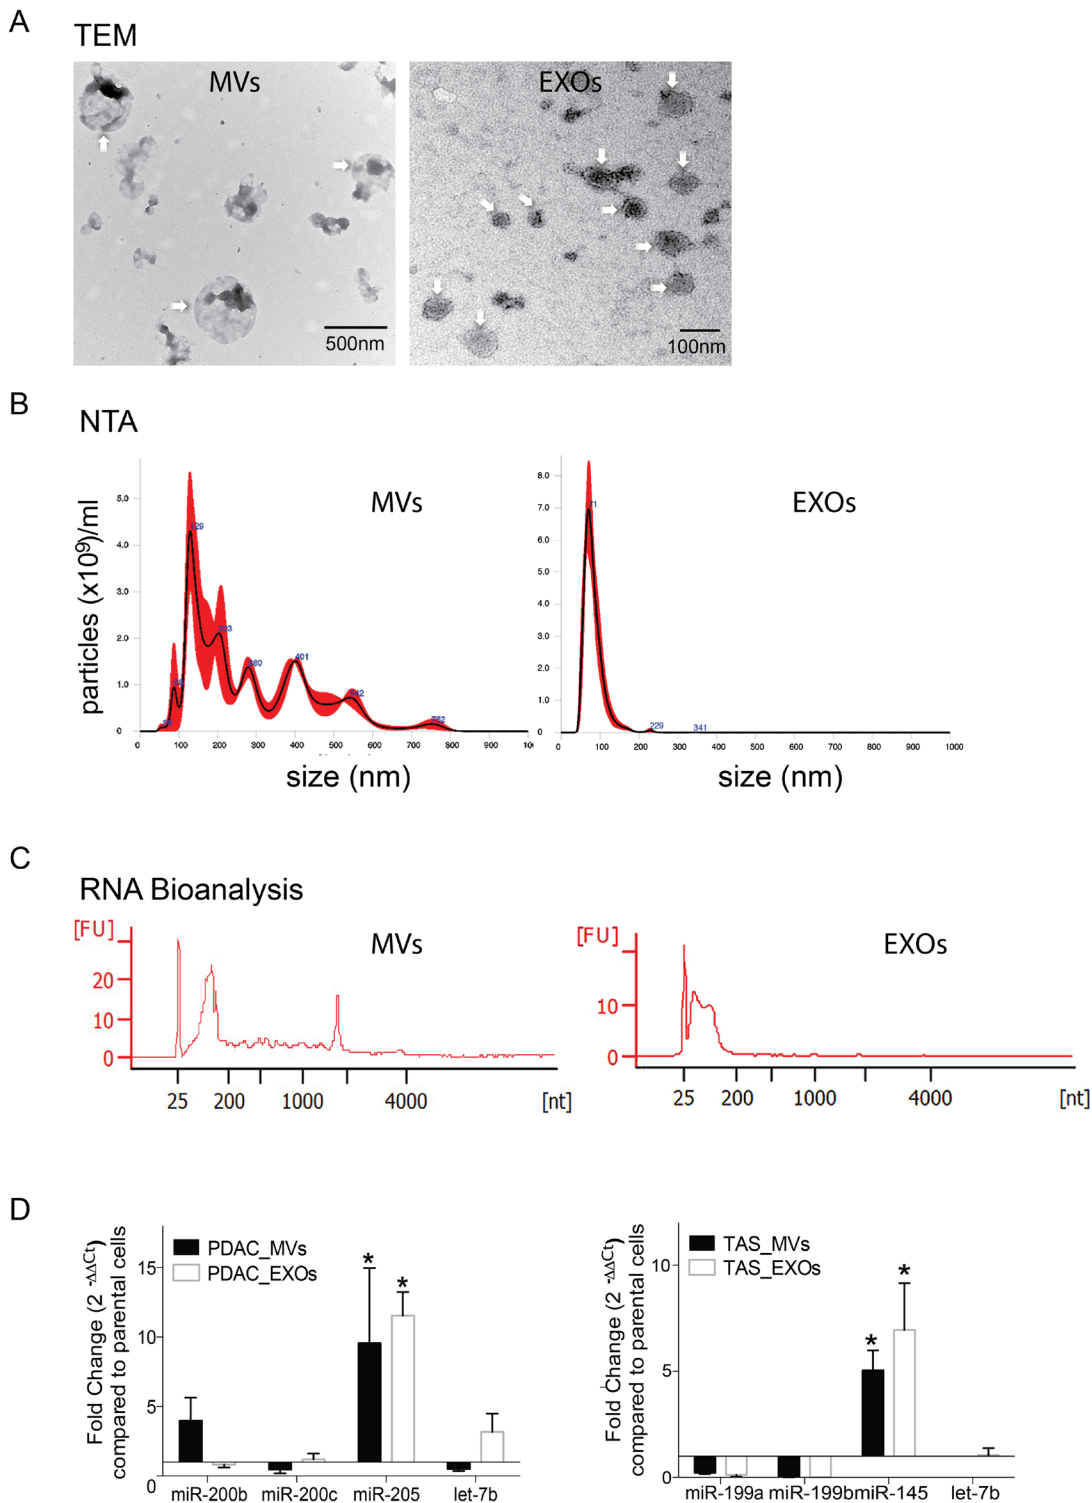 A
TEM
MVs
EXOs
500nm
100nm
B
NTA
MVs
EXOs
particles (x10⁹)/ml
5.0
4.0
3.0
2.0
1.0
0
129
203
280
401
542
752
0 100 200 300 400 500 600 700 800 900 10
size (nm)
8.0
7.0
6.0
5.0
4.0
3.0
2.0
1.0
0
71
229
341
0 100 200 300 400 500 600 700 800 900 1000
size (nm)
C
RNA Bioanalysis
[FU]
MVs
20
10
0
25 200 1000 4000 [nt]
[FU]
EXOs
10
0
25 200 1000 4000 [nt]
D
Fold Change (2 -ΔΔCt)
compared to parental cells
PDAC_MVs
PDAC_EXOs
15
10
5
0
* *
miR-200b miR-200c miR-205 let-7b
Fold Change (2 -ΔΔCt)
compared to parental cells
TAS_MVs
TAS_EXOs
10
5
0
* *
miR-199a miR-199b miR-145 let-7b